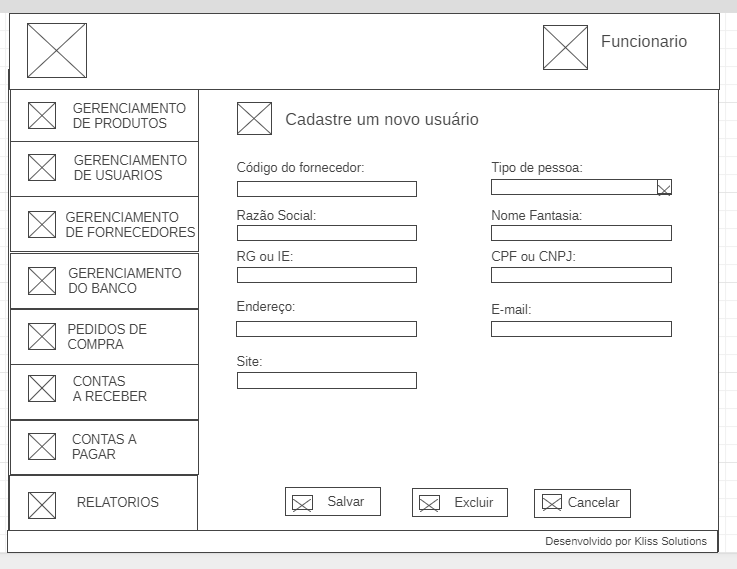 Funcionario
GERENCIAMENTO
DE PRODUTOS
GERENCIAMENTO
DE USUARIOS
GERENCIAMENTO
DE FORNECEDORES
GERENCIAMENTO
DO BANCO
PEDIDOS DE
COMPRA
CONTAS
A RECEBER
CONTAS A
PAGAR
RELATORIOS
Cadastre um novo usuário
Código do fornecedor:
Tipo de pessoa:
Razão Social:
Nome Fantasia:
RG ou IE:
CPF ou CNPJ:
Endereço:
E-mail:
Site:
Salvar
Excluir
Cancelar
Desenvolvido por Kliss Solutions